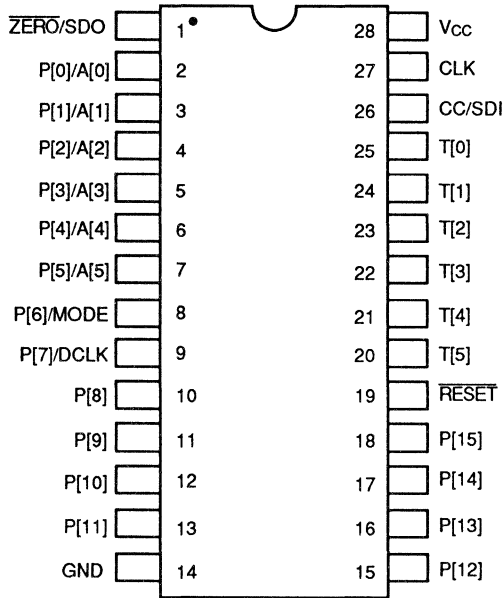 Z̅E̅R̅O̅/SDO 1 28 Vcc
P[0]/A[0] 2 27 CLK
P[1]/A[1] 3 26 CC/SDI
P[2]/A[2] 4 25 T[0]
P[3]/A[3] 5 24 T[1]
P[4]/A[4] 6 23 T[2]
P[5]/A[5] 7 22 T[3]
P[6]/MODE 8 21 T[4]
P[7]/DCLK 9 20 T[5]
P[8] 10 19 R̅E̅S̅E̅T̅
P[9] 11 18 P[15]
P[10] 12 17 P[14]
P[11] 13 16 P[13]
GND 14 15 P[12]